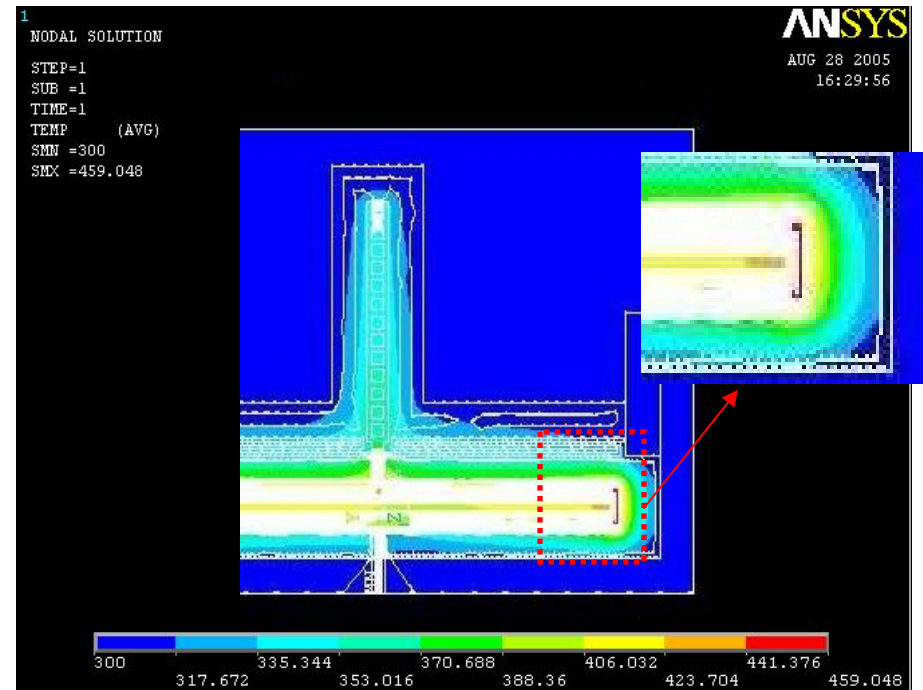 1
NODAL SOLUTION
STEP=1
SUB =1
TIME=1
TEMP (AVG)
SMN =300
SMX =459.048
ANSYS
AUG 28 2005
16:29:56
Z
300 335.344 370.688 406.032 441.376
317.672 353.016 388.36 423.704 459.048